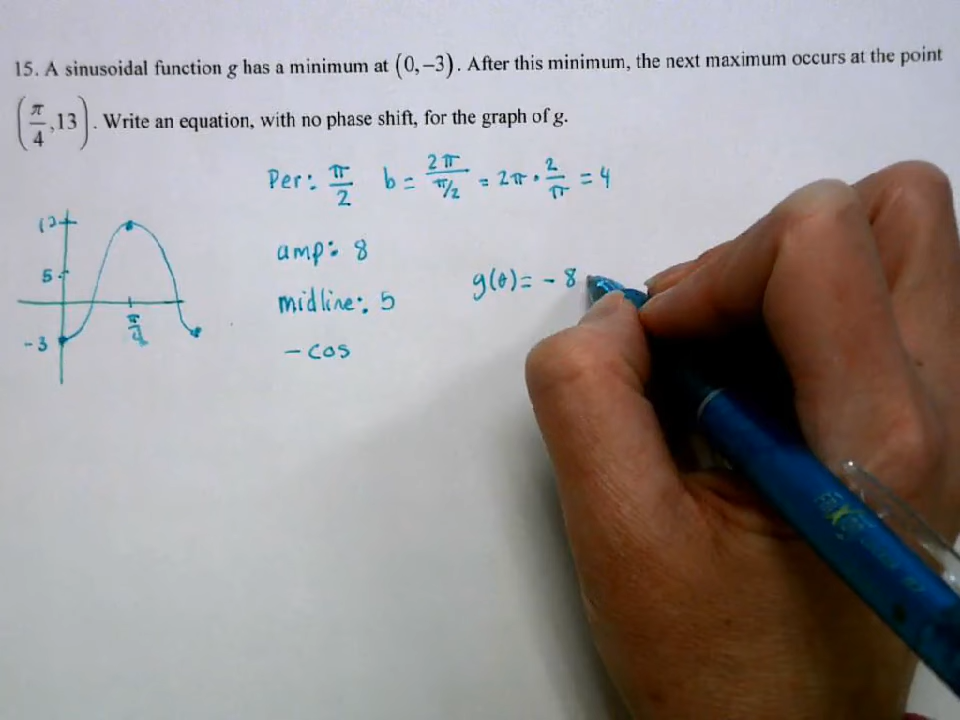 15. A sinusoidal function g has a minimum at (0,−3). After this minimum, the next maximum occurs at the point
(π/4,13). Write an equation, with no phase shift, for the graph of g.
Per: π/2 b = 2π/π/2 = 2π · 2/π = 4
amp: 8
midline: 5
g(θ) = - 8
- cos
5
π/4
-3